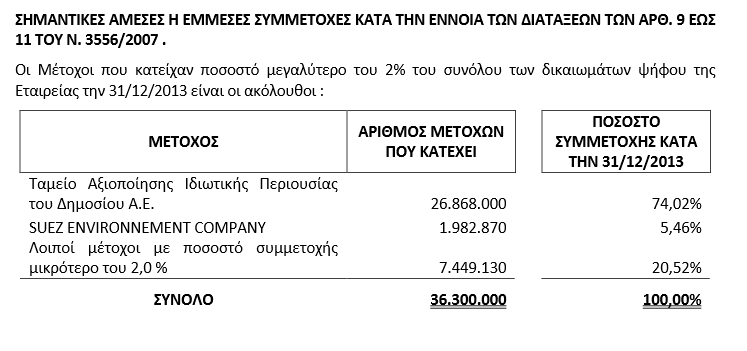 ΣΗΜΑΝΤΙΚΕΣ ΑΜΕΣΕΣ Η ΕΜΜΕΣΕΣ ΣΥΜΜΕΤΟΧΕΣ ΚΑΤΑ ΤΗΝ ΕΝΝΟΙΑ ΤΩΝ ΔΙΑΤΑΞΕΩΝ ΤΩΝ ΑΡΘ. 9 ΕΩΣ
11 ΤΟΥ Ν. 3556/2007 .
Οι Μέτοχοι που κατείχαν ποσοστό μεγαλύτερο του 2% του συνόλου των δικαιωμάτων ψήφου της
Εταιρείας την 31/12/2013 είναι οι ακόλουθοι :
ΜΕΤΟΧΟΣ
ΑΡΙΘΜΟΣ ΜΕΤΟΧΩΝ
ΠΟΥ ΚΑΤΕΧΕΙ
ΠΟΣΟΣΤΟ
ΣΥΜΜΕΤΟΧΗΣ ΚΑΤΑ
ΤΗΝ 31/12/2013
Ταμείο Αξιοποίησης Ιδιωτικής Περιουσίας
του Δημοσίου Α.Ε. 26.868.000 74,02%
SUEZ ENVIRONNEMENT COMPANY 1.982.870 5,46%
Λοιποί μέτοχοι με ποσοστό συμμετοχής
μικρότερο του 2,0 % 7.449.130 20,52%
ΣΥΝΟΛΟ 36.300.000 100,00%